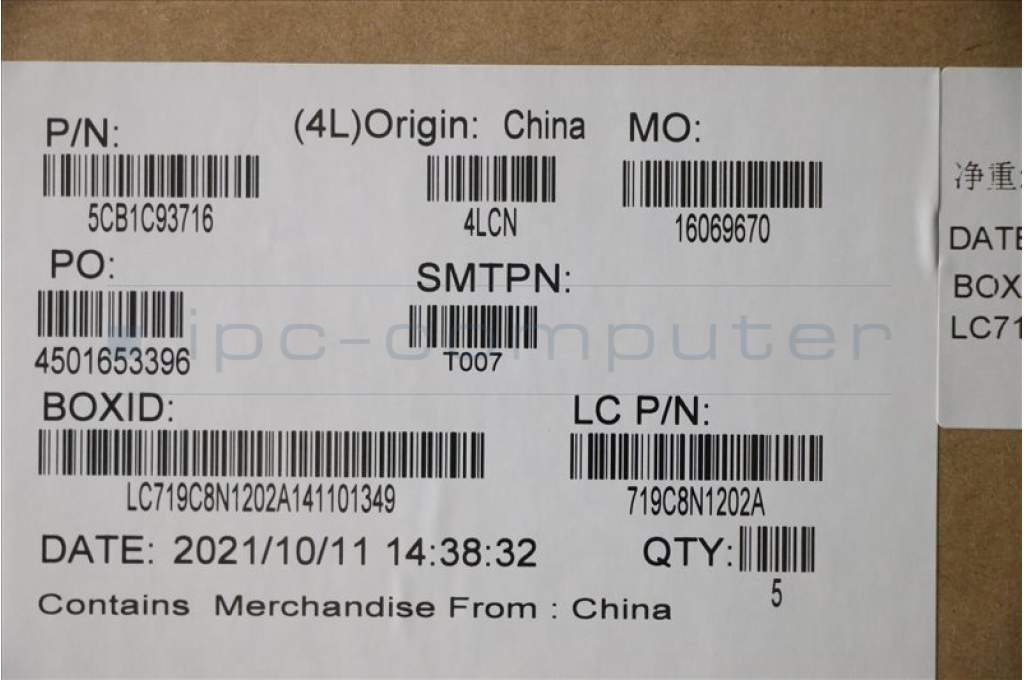 P/N: (4L)Origin: China MO:
5CB1C93716 4LCN 16069670
PO: SMTPN:
4501653396 T007
BOXID: LC P/N:
LC719C8N1202A141101349 719C8N1202A
DATE: 2021/10/11 14:38:32 QTY:
5
Contains Merchandise From : China
ipc-computer
净重:
DATE
BOX
LC71